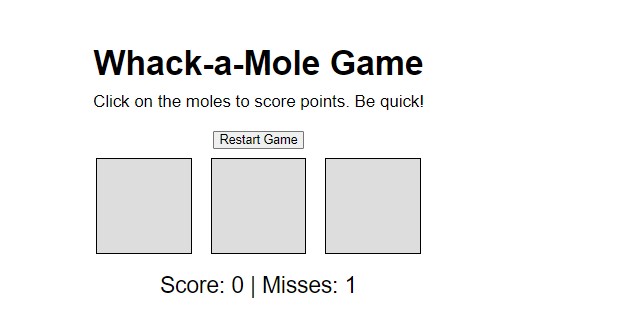 Whack-a-Mole Game
Click on the moles to score points. Be quick!
Restart Game
Score: 0 | Misses: 1